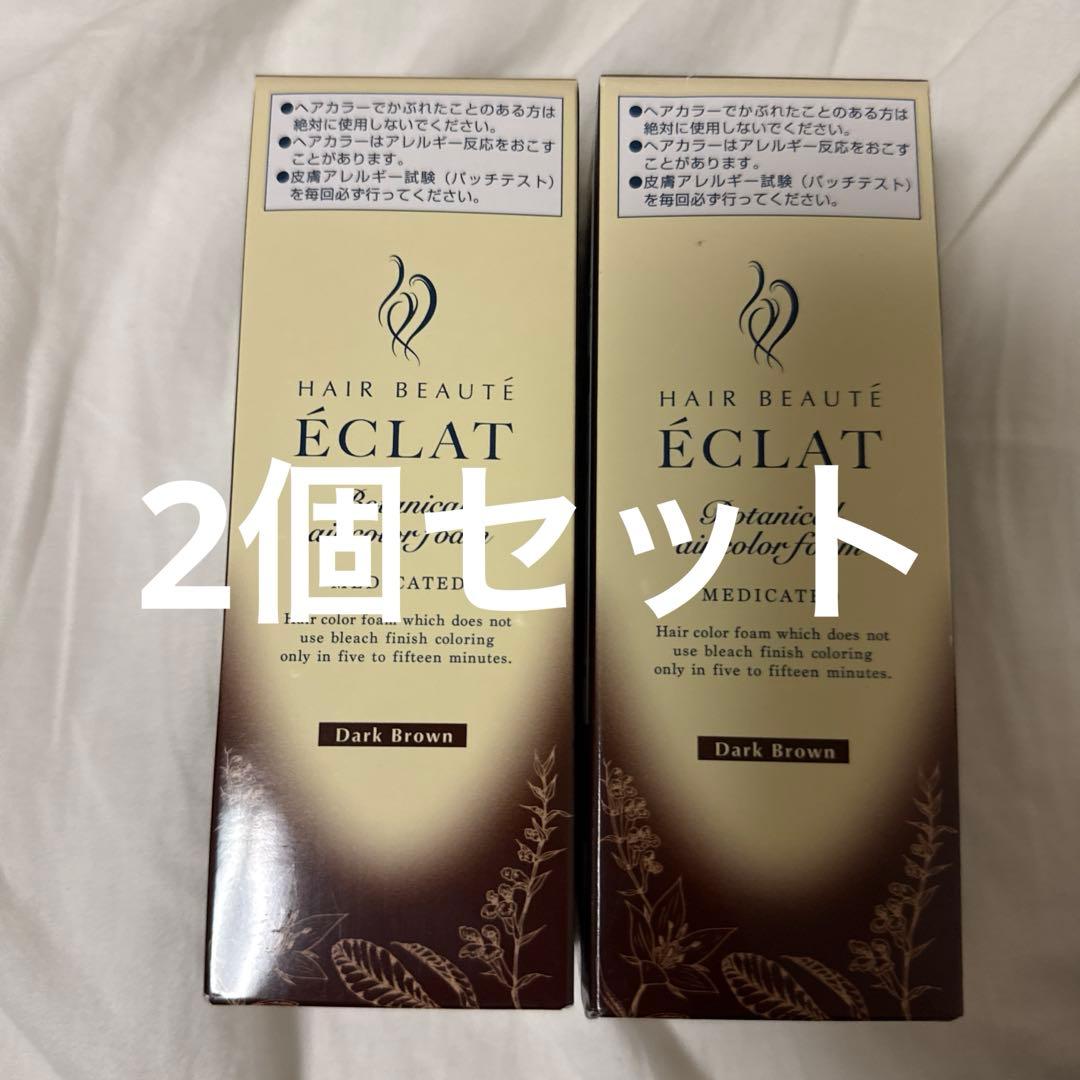 ●ヘアカラーでかぶれたことのある方は
絶対に使用しないでください。
●ヘアカラーはアレルギー反応をおこす
ことがあります。
●皮膚アレルギー試験（パッチテスト）
を毎回必ず行ってください。
HAIR BEAUTÉ
ÉCLAT
Botanical
air color foam
MEDICATED
Hair color foam which does not
use bleach finish coloring
only in five to fifteen minutes.
Dark Brown
●ヘアカラーでかぶれたことのある方は
絶対に使用しないでください。
●ヘアカラーはアレルギー反応をおこす
ことがあります。
●皮膚アレルギー試験（パッチテスト）
を毎回必ず行ってください。
HAIR BEAUTÉ
ÉCLAT
Botanical
air color foam
MEDICATED
Hair color foam which does not
use bleach finish coloring
only in five to fifteen minutes.
Dark Brown
2個セット